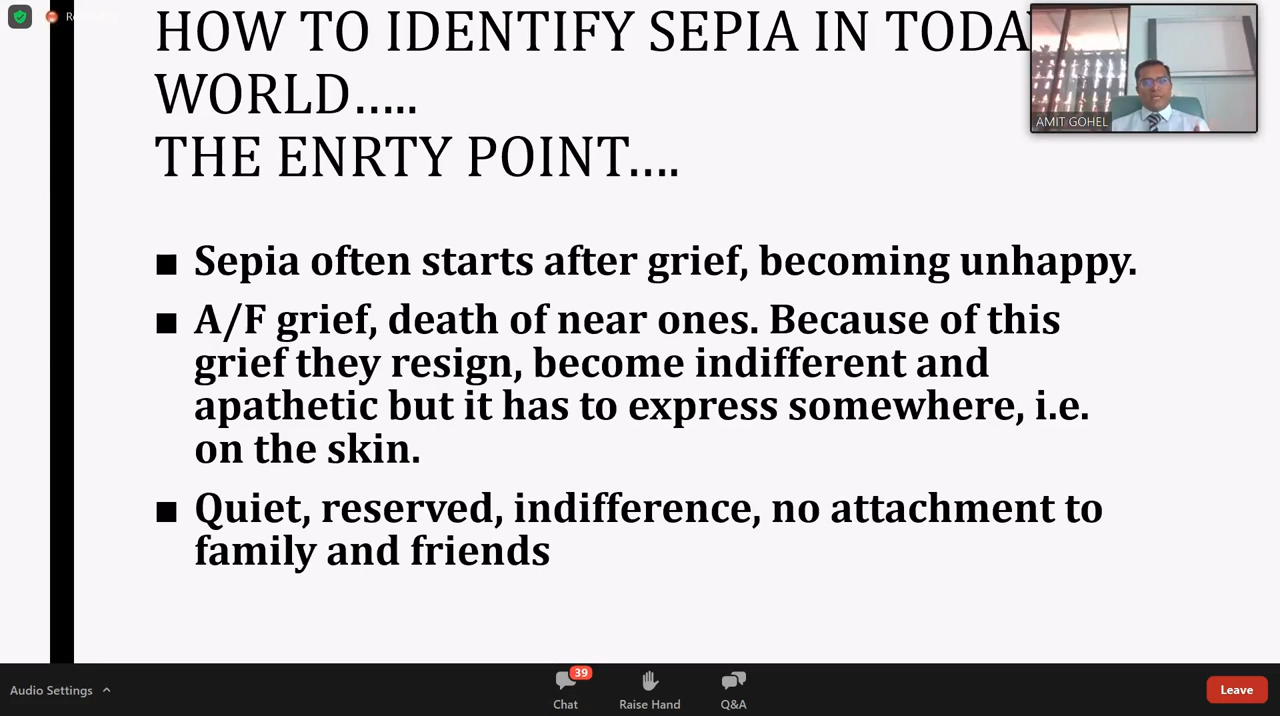 HOW TO IDENTIFY SEPIA IN TODA
WORLD…..
THE ENRTY POINT….
AMIT GOHEL
■ Sepia often starts after grief, becoming unhappy.
■ A/F grief, death of near ones. Because of this
grief they resign, become indifferent and
apathetic but it has to express somewhere, i.e.
on the skin.
■ Quiet, reserved, indifference, no attachment to
family and friends
Audio Settings
39
Chat
Raise Hand
Q&A
Leave